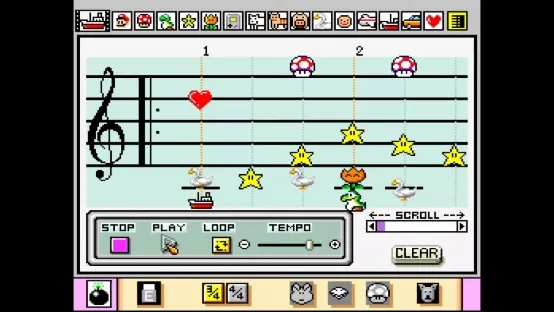 1 2
STOP PLAY LOOP TEMPO
SCROLL
CLEAR
3/4 4/4